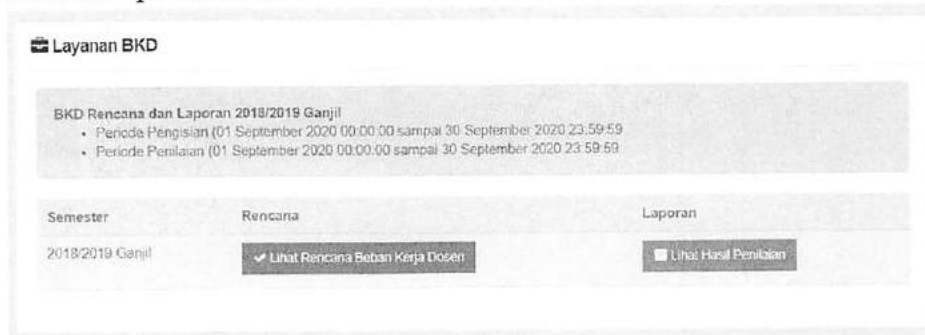 Layanan BKD
BKD Rencana dan Laporan 2018/2019 Ganjil
• Periode Pengisian (01 September 2020 00:00:00 sampai 30 September 2020 23:59:59
• Periode Penilaian (01 September 2020 00:00:00 sampai 30 September 2020 23:59:59
Semester Rencana Laporan
2018/2019 Ganjil Lihat Rencana Beban Kerja Dosen Lihat Hasil Penilaian